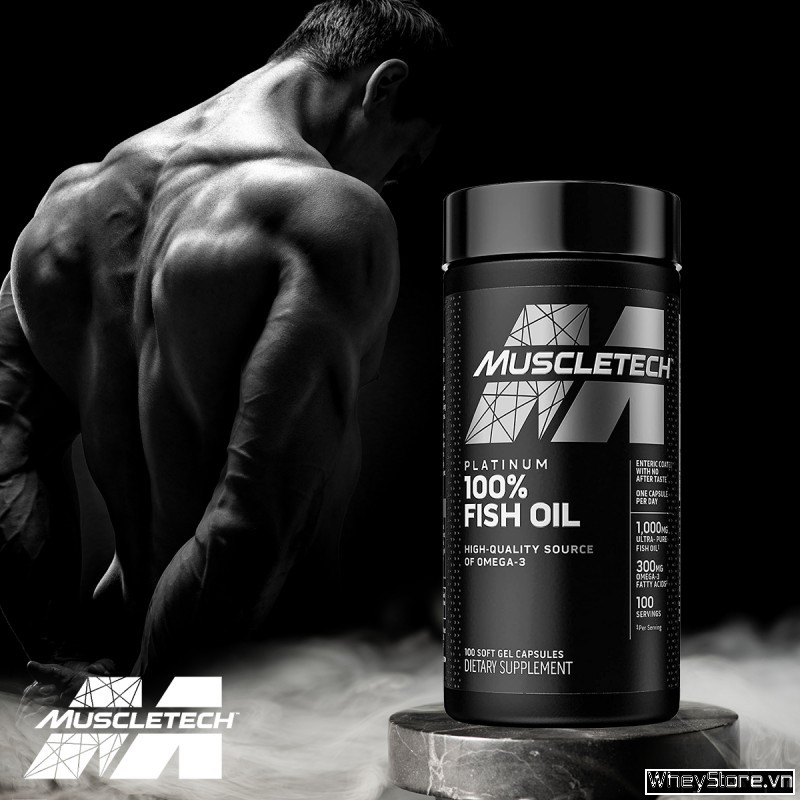 MUSCLETECH™
PLATINUM
100%
FISH OIL
HIGH-QUALITY SOURCE
OF OMEGA-3
ENTERIC COATED
WITH NO
AFTER TASTE
ONE CAPSULE
PER DAY
1,000MG
ULTRA-PURE
FISH OIL‡
300MG
OMEGA-3
FATTY ACIDS‡
100
SERVINGS
‡Per Serving
100 SOFT GEL CAPSULES
DIETARY SUPPLEMENT
MUSCLETECH™
WheyStore.vn